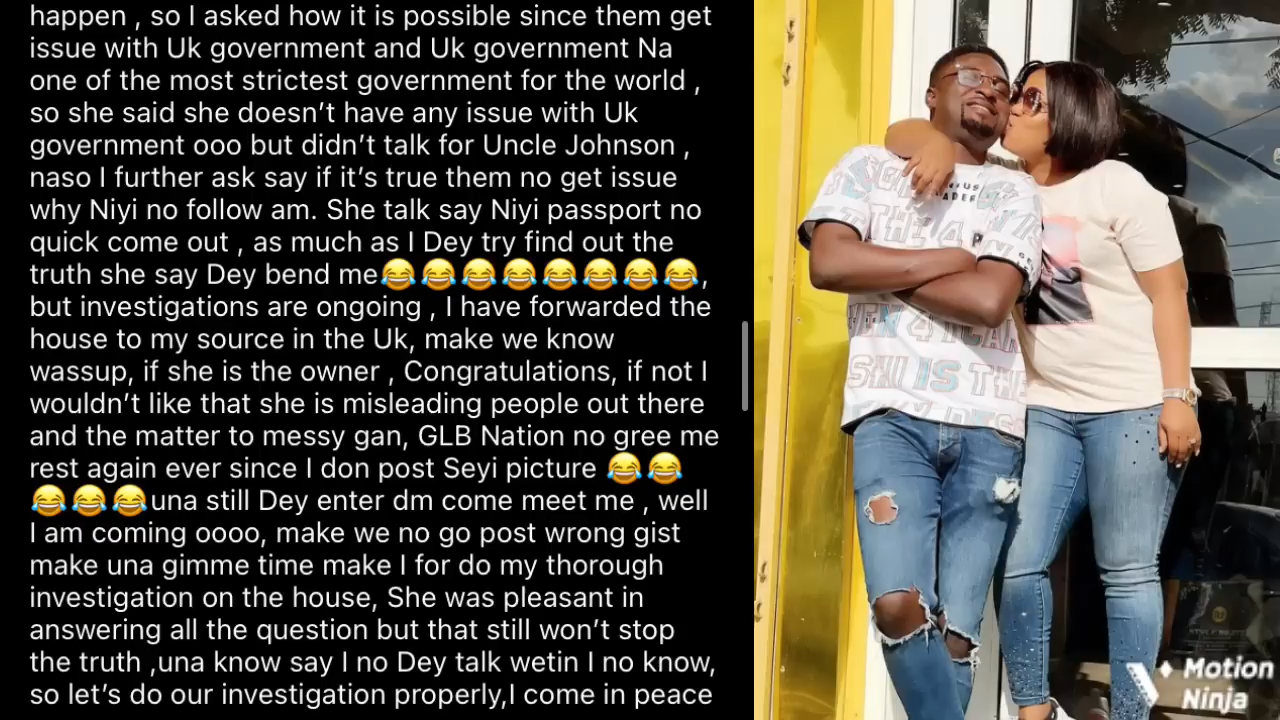 happen , so I asked how it is possible since them get
issue with Uk government and Uk government Na
one of the most strictest government for the world ,
so she said she doesn’t have any issue with Uk
government ooo but didn’t talk for Uncle Johnson ,
naso I further ask say if it’s true them no get issue
why Niyi no follow am. She talk say Niyi passport no
quick come out , as much as I Dey try find out the
truth she say Dey bend me😂😂😂😂😂😂😂😂,
but investigations are ongoing , I have forwarded the
house to my source in the Uk, make we know
wassup, if she is the owner , Congratulations, if not I
wouldn’t like that she is misleading people out there
and the matter to messy gan, GLB Nation no gree me
rest again ever since I don post Seyi picture 😂😂
😂😂😂una still Dey enter dm come meet me , well
I am coming oooo, make we no go post wrong gist
make una gimme time make I for do my thorough
investigation on the house, She was pleasant in
answering all the question but that still won’t stop
the truth ,una know say I no Dey talk wetin I no know,
so let’s do our investigation properly,I come in peace
IS THE
Motion
Ninja